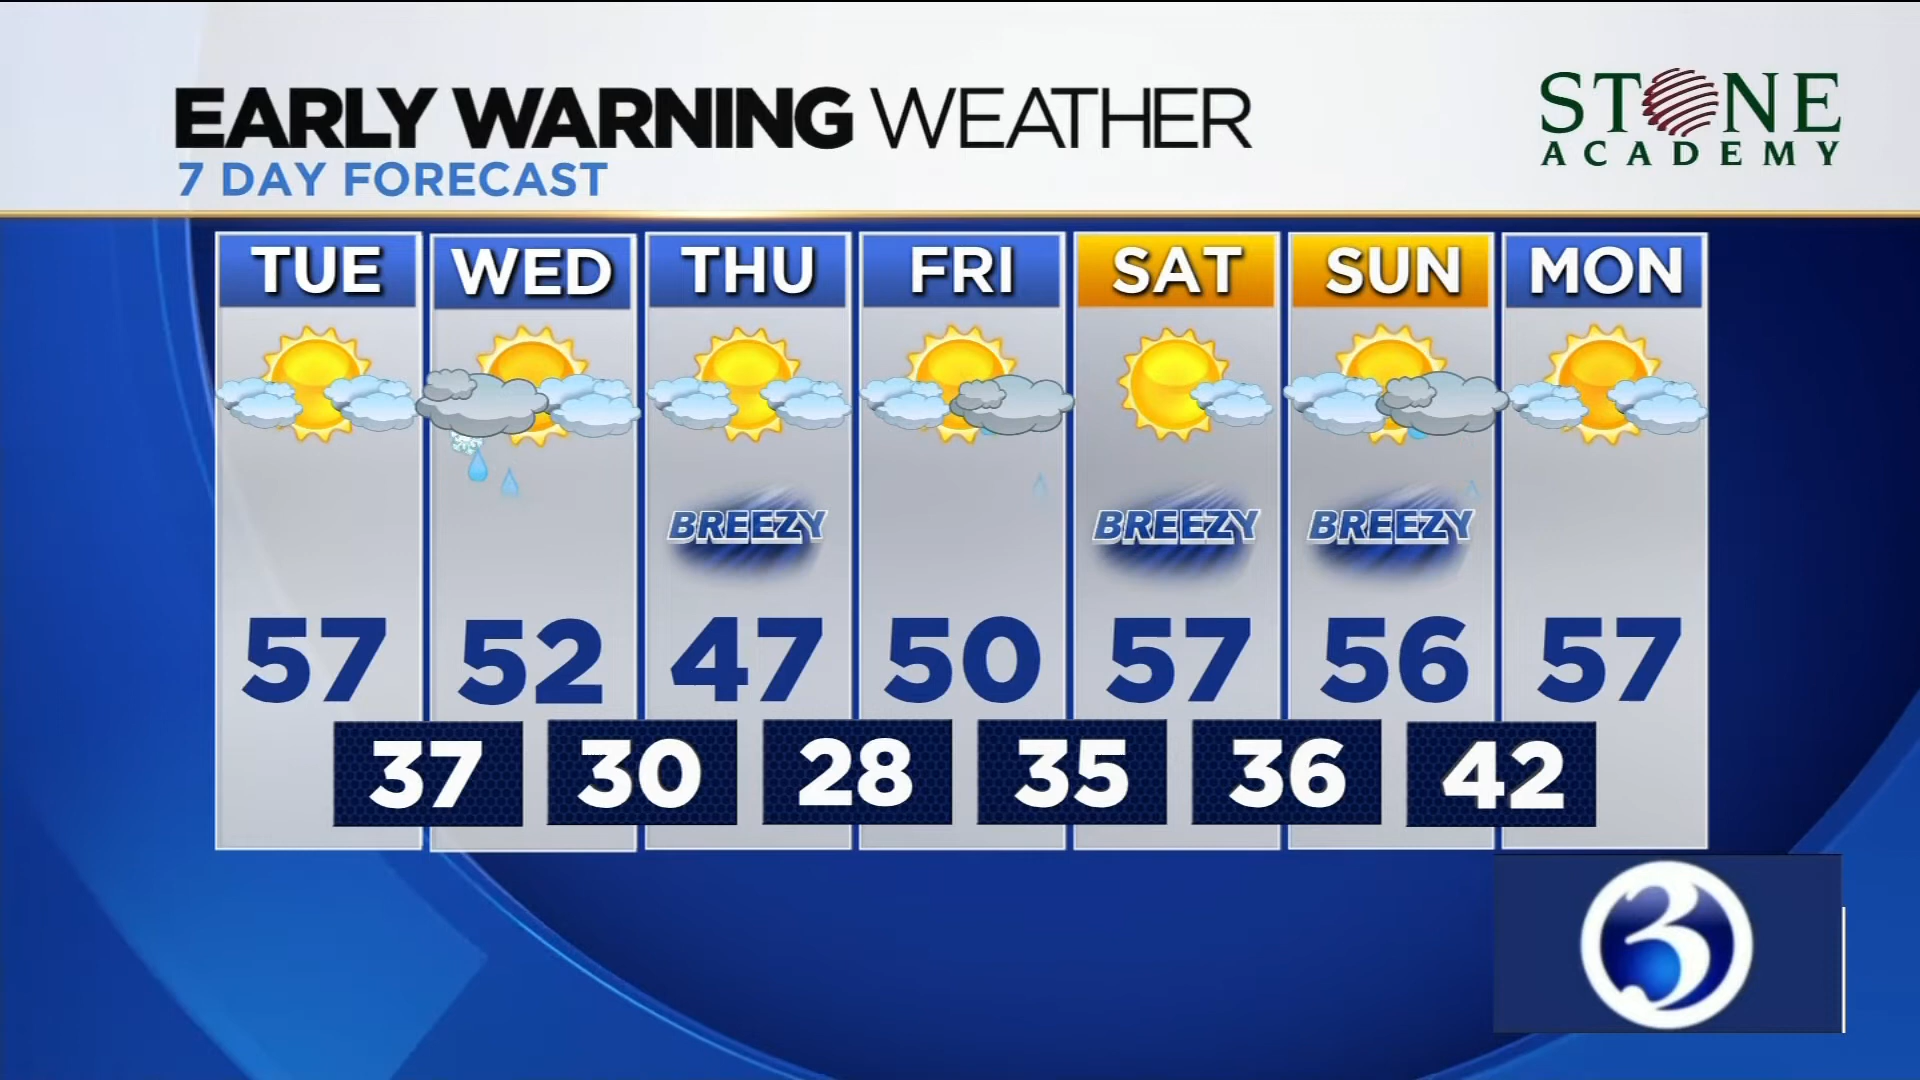 EARLY WARNING WEATHER
7 DAY FORECAST
STONE
ACADEMY
TUE WED THU FRI SAT SUN MON
BREEZY BREEZY BREEZY
57 52 47 50 57 56 57
37 30 28 35 36 42
3